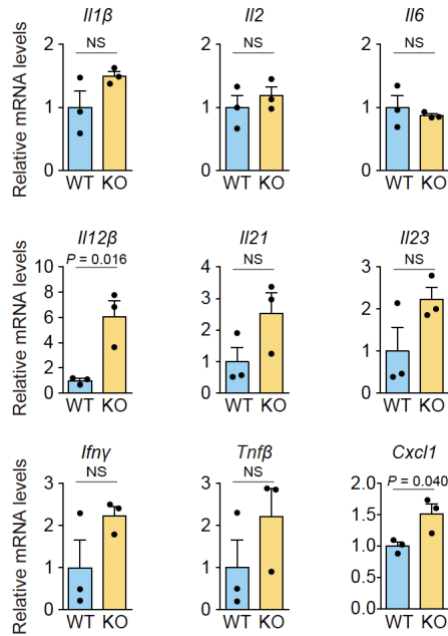 Il1β Il2 Il6
Relative mRNA levels
NS NS NS
2 2 2
1 1 1
0 0 0
WT KO WT KO WT KO
Il12β Il21 Il23
Relative mRNA levels
P = 0.016 NS NS
10 4 3
8 3 2
6 2 1
4 1 0
2 0
0
WT KO WT KO WT KO
Ifnγ Tnfβ Cxcl1
Relative mRNA levels
NS NS P = 0.040
3 3 2.0
2 2 1.5
1 1 1.0
0 0 0.5
0.0
WT KO WT KO WT KO